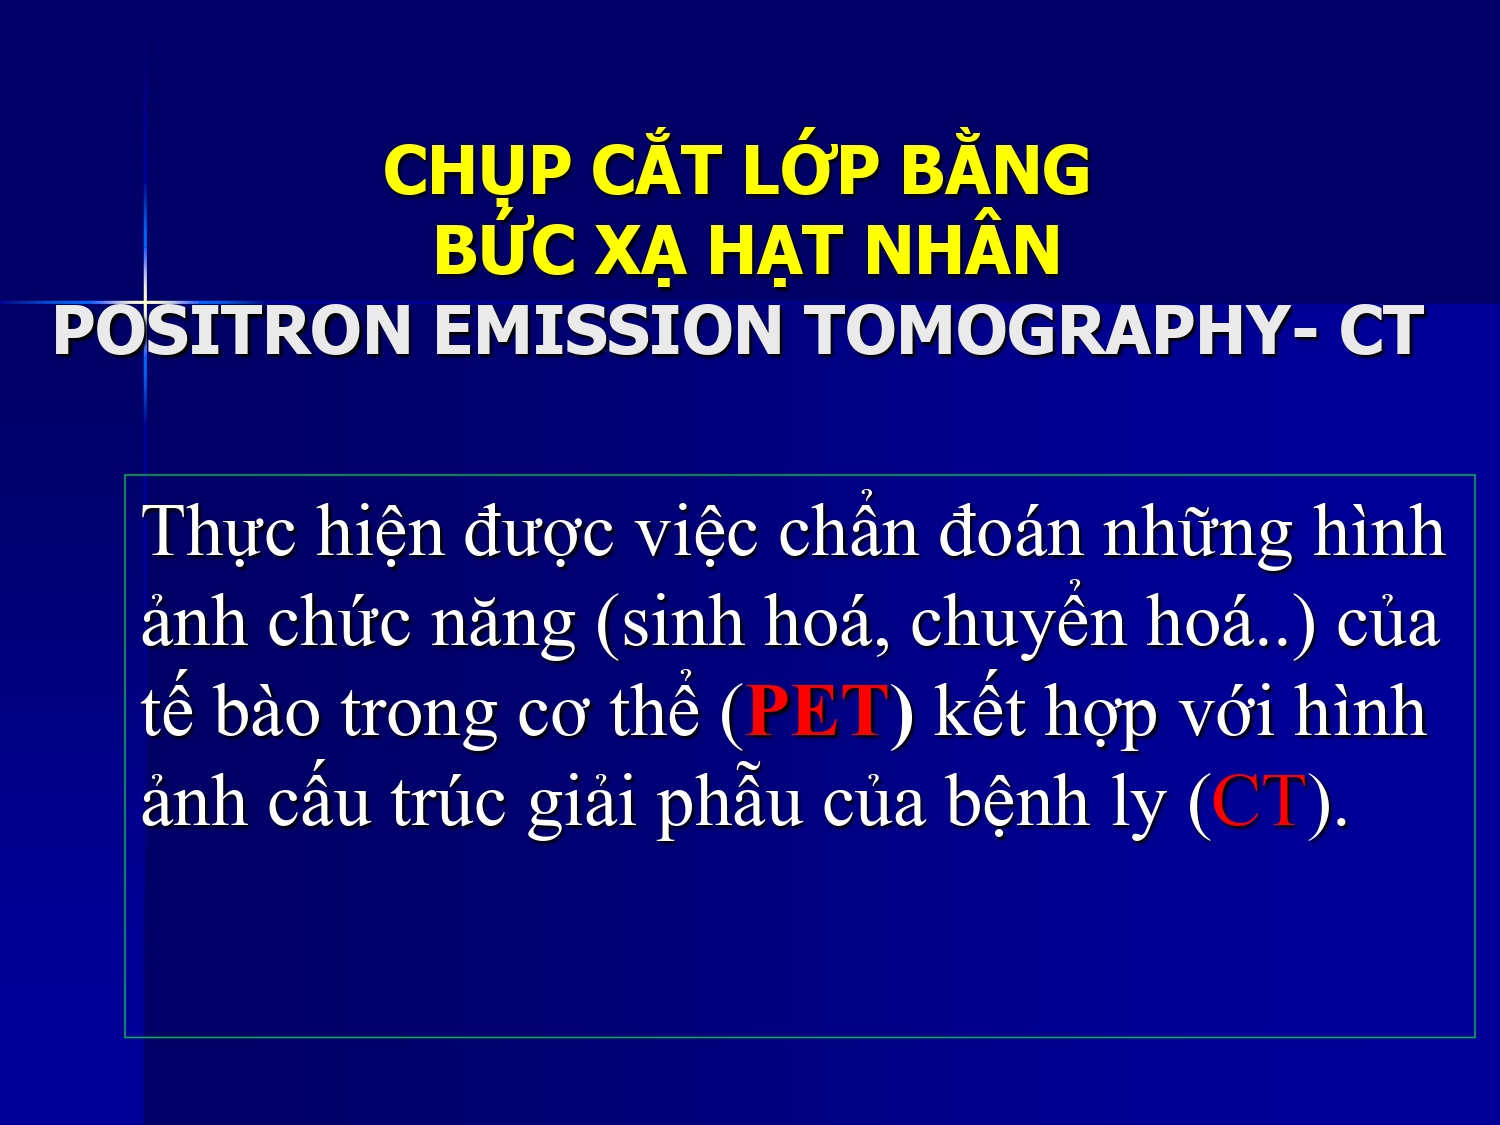 CHỤP CẮT LỚP BẰNG
BỨC XẠ HẠT NHÂN
POSITRON EMISSION TOMOGRAPHY- CT
Thực hiện được việc chẩn đoán những hình
ảnh chức năng (sinh hoá, chuyển hoá..) của
tế bào trong cơ thể (PET) kết hợp với hình
ảnh cấu trúc giải phẫu của bệnh ly (CT).